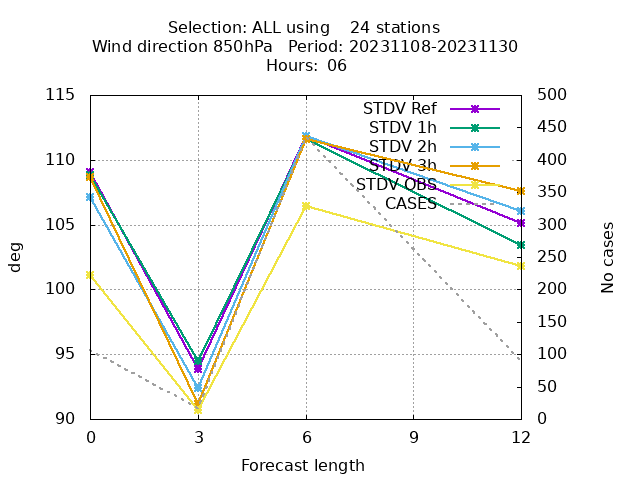 Selection: ALL using 24 stations
Wind direction 850hPa Period: 20231108-20231130
Hours: 06
115
110
105
100
95
90
500
450
400
350
300
250
200
150
100
50
0
STDV Ref
STDV 1h
STDV 2h
STDV 3h
STDV OBS
CASES
deg
No cases
0 3 6 9 12
Forecast length